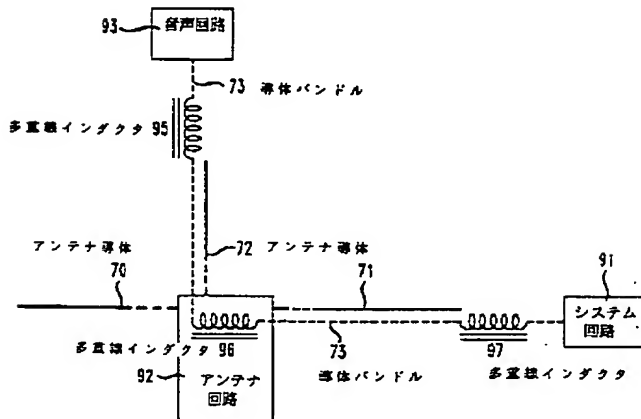 93
音声回路
73 導体バンドル
多重線インダクタ 95
アンテナ導体
70
72 アンテナ導体
71
91
システム
回路
多重線インダクタ 96
73
97
92
アンテナ
回路
導体バンドル
多重線インダクタ